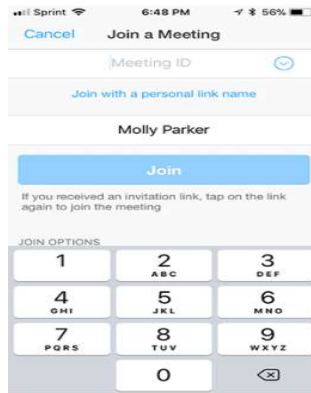 Sprint 6:48 PM 56%
Cancel Join a Meeting
Meeting ID
Join with a personal link name
Molly Parker
Join
If you received an invitation link, tap on the link
again to join the meeting
JOIN OPTIONS
1 2 3
ABC DEF
4 5 6
GHI JKL MNO
7 8 9
PQRS TUV WXYZ
0